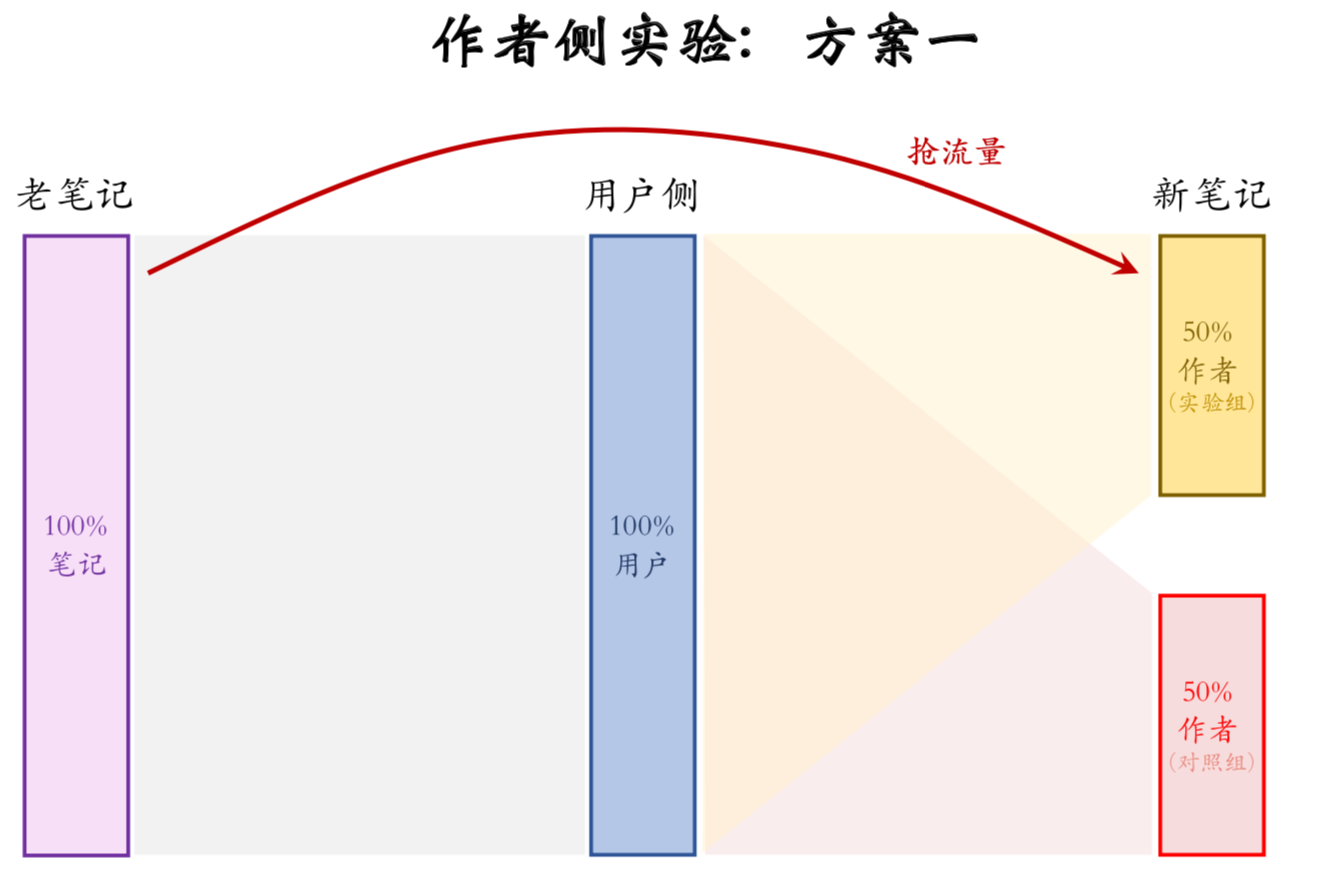 作者侧实验：方案一
抢流量
老笔记
用户侧
新笔记
100%
笔记
100%
用户
50%
作者
(实验组)
50%
作者
(对照组)